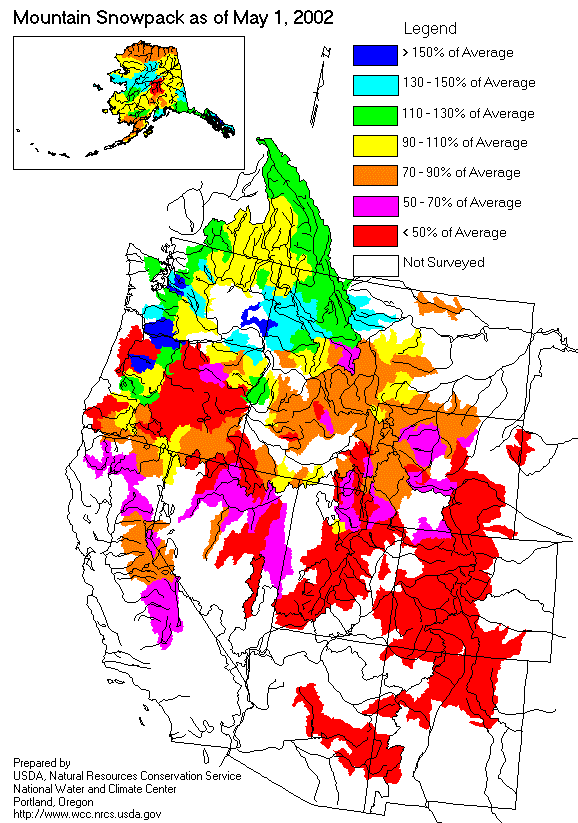 Mountain Snowpack as of May 1, 2002
Legend
> 150% of Average
130 - 150% of Average
110 - 130% of Average
90 - 110% of Average
70 - 90% of Average
50 - 70% of Average
< 50% of Average
Not Surveyed
N
Prepared by
USDA, Natural Resources Conservation Service
National Water and Climate Center
Portland, Oregon
http://www.wcc.nrcs.usda.gov